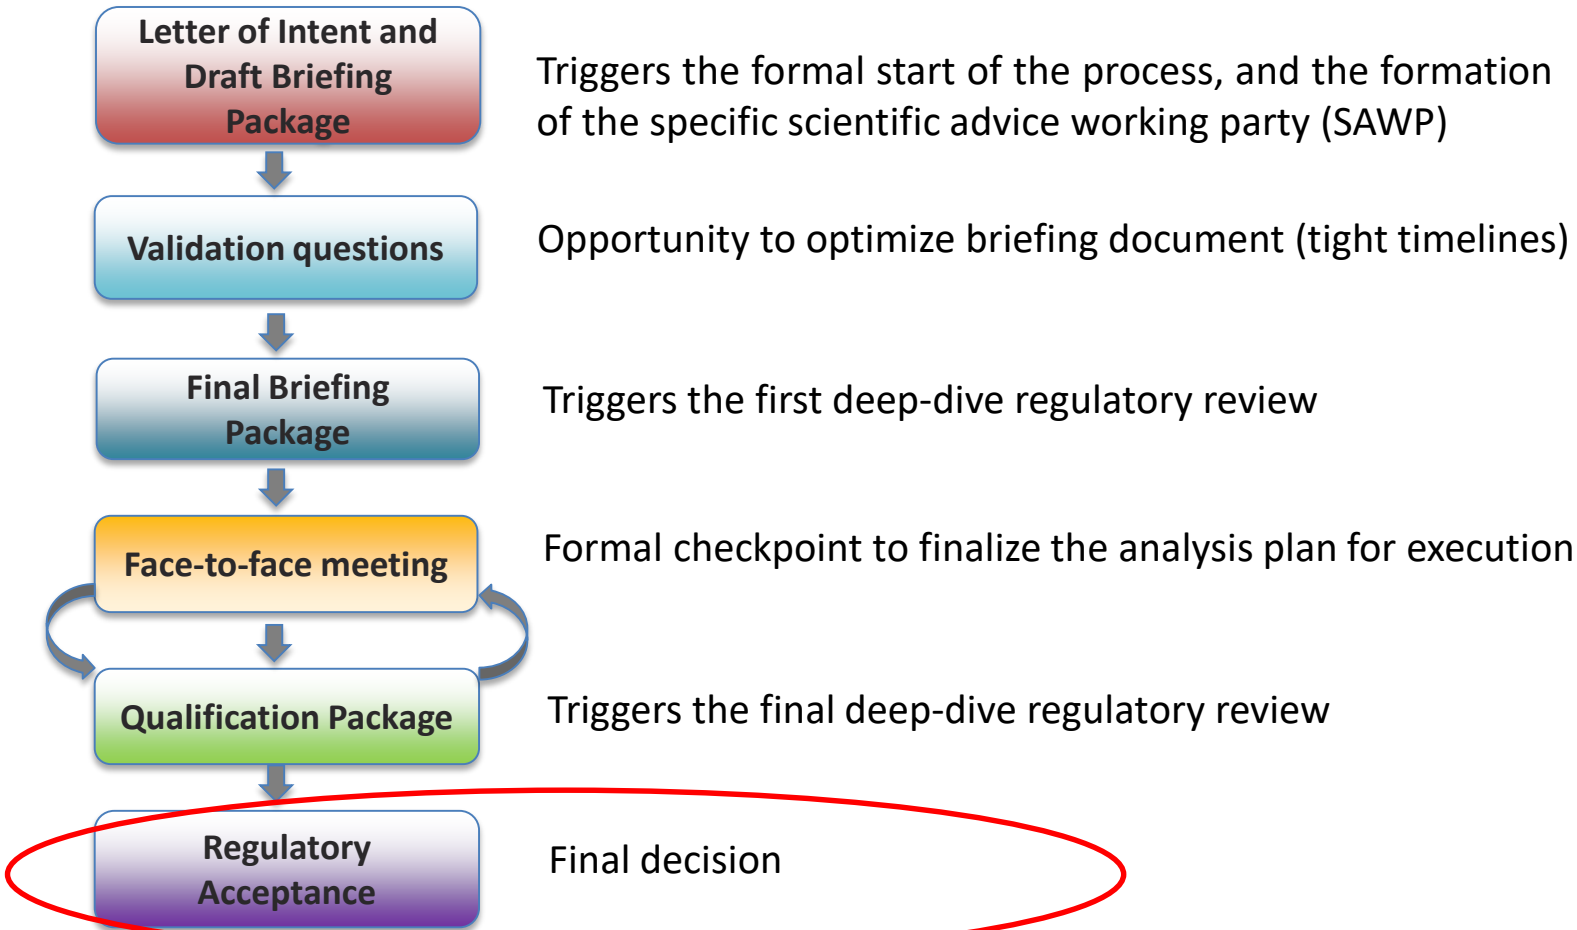 Letter of Intent and
Draft Briefing
Package
Triggers the formal start of the process, and the formation
of the specific scientific advice working party (SAWP)
Validation questions
Opportunity to optimize briefing document (tight timelines)
Final Briefing
Package
Triggers the first deep-dive regulatory review
Face-to-face meeting
Formal checkpoint to finalize the analysis plan for execution
Qualification Package
Triggers the final deep-dive regulatory review
Regulatory
Acceptance
Final decision